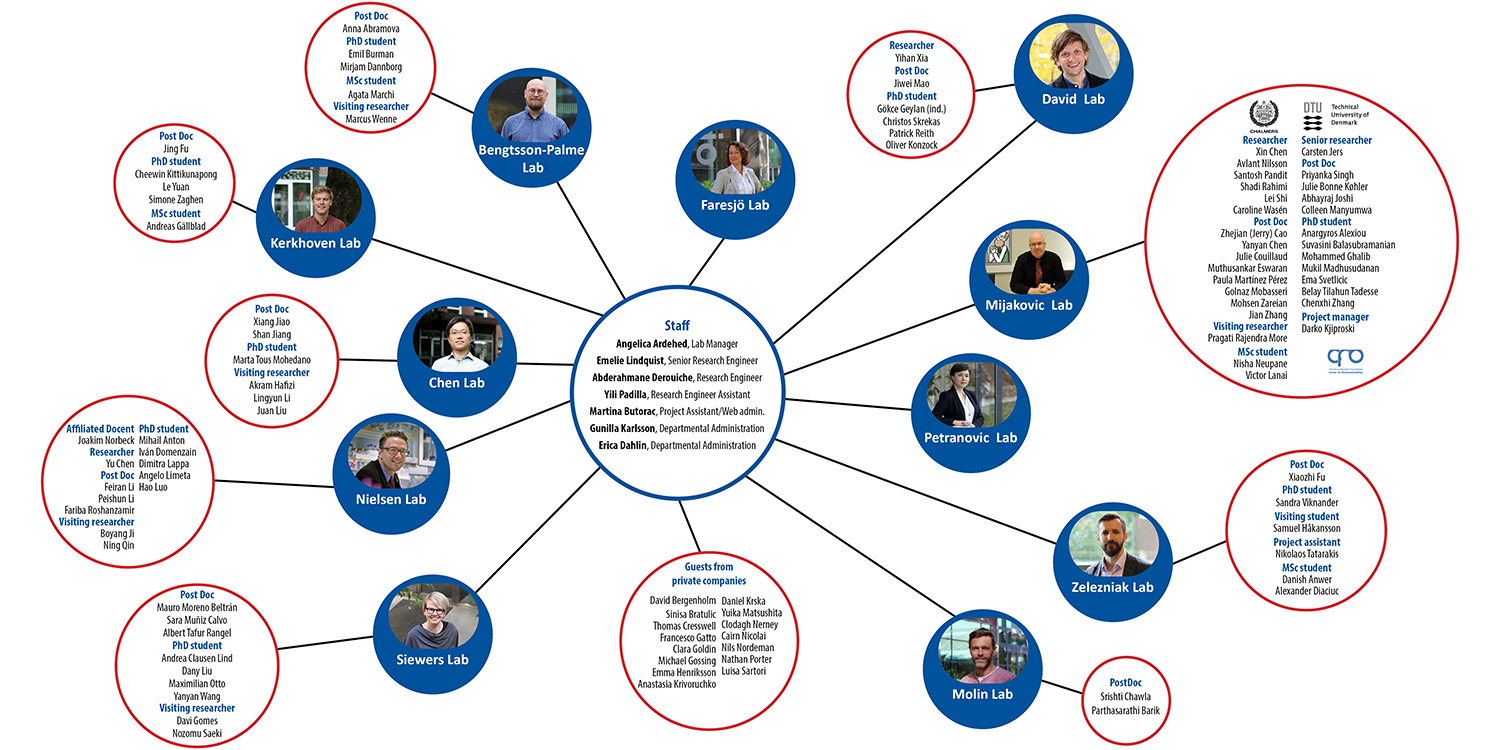 Post Doc
Anna Abramova
PhD student
Emil Burman
Mirjam Dannborg
MSc student
Agata Marchi
Visiting researcher
Marcus Wenne
Bengtsson-Palme
Lab
Post Doc
Jing Fu
PhD student
Cheewin Kittikunapong
Le Yuan
Simone Zaghen
MSc student
Andreas Gällblad
Kerkhoven Lab
Faresjö Lab
Researcher
Yihan Xia
Post Doc
Jiwei Mao
PhD student
Gökce Geylan (ind.)
Christos Skrekas
Patrick Reith
Oliver Konzock
David Lab
CHALMERS
DTU
Technical
University of
Denmark
Researcher
Xin Chen
Avlant Nilsson
Santosh Pandit
Shadi Rahimi
Lei Shi
Caroline Wasén
Post Doc
Zhejian (Jerry) Cao
Yanyan Chen
Julie Couillaud
Muthusankar Eswaran
Paula Martínez Pérez
Golnaz Mobasseri
Mohsen Zareian
Jian Zhang
Visiting researcher
Pragati Rajendra More
MSc student
Nisha Neupane
Victor Lanai
Senior researcher
Carsten Jers
Post Doc
Priyanka Singh
Julie Bonne Køhler
Abhayraj Joshi
Colleen Manyumwa
PhD student
Anargyros Alexiou
Suvasini Balasubramanian
Mohammed Ghalib
Mukil Madhusudanan
Ema Svetlicic
Belay Tilahun Tadesse
Chenxhi Zhang
Project manager
Darko Kjiproski
Mijakovic Lab
Post Doc
Xiang Jiao
Shan Jiang
PhD student
Marta Tous Mohedano
Visiting researcher
Akram Hafizi
Lingyun Li
Juan Liu
Chen Lab
Staff
Angelica Ardehed, Lab Manager
Emelie Lindquist, Senior Research Engineer
Abderahmane Derouiche, Research Engineer
Yili Padilla, Research Engineer Assistant
Martina Butorac, Project Assistant/Web admin.
Gunilla Karlsson, Departmental Administration
Erica Dahlin, Departmental Administration
Petranovic Lab
Affiliated Docent
Joakim Norbeck
Researcher
Yu Chen
Post Doc
Feiran Li
Peishun Li
Fariba Roshanzamir
Visiting researcher
Boyang Ji
Ning Qin
PhD student
Mihail Anton
Iván Domenzain
Dimitra Lappa
Angelo Limeta
Hao Luo
Nielsen Lab
Post Doc
Xiaozhi Fu
PhD student
Sandra Viknander
Visiting student
Samuel Håkansson
Project assistant
Nikolaos Tatarakis
MSc student
Danish Anwer
Alexander Diaciuc
Zelezniak Lab
Post Doc
Mauro Moreno Beltrán
Sara Muñiz Calvo
Albert Tafur Rangel
PhD student
Andrea Clausen Lind
Dany Liu
Maximilian Otto
Yanyan Wang
Visiting researcher
Davi Gomes
Nozomu Saeki
Siewers Lab
Guests from
private companies
David Bergenholm
Sinisa Bratulic
Thomas Cresswell
Francesco Gatto
Clara Goldin
Michael Gossing
Emma Henriksson
Anastasia Krivoruchko
Daniel Krska
Yuika Matsushita
Clodagh Nerney
Cairn Nicolai
Nils Nordeman
Nathan Porter
Luisa Sartori
Molin Lab
PostDoc
Srishti Chawla
Parthasarathi Barik